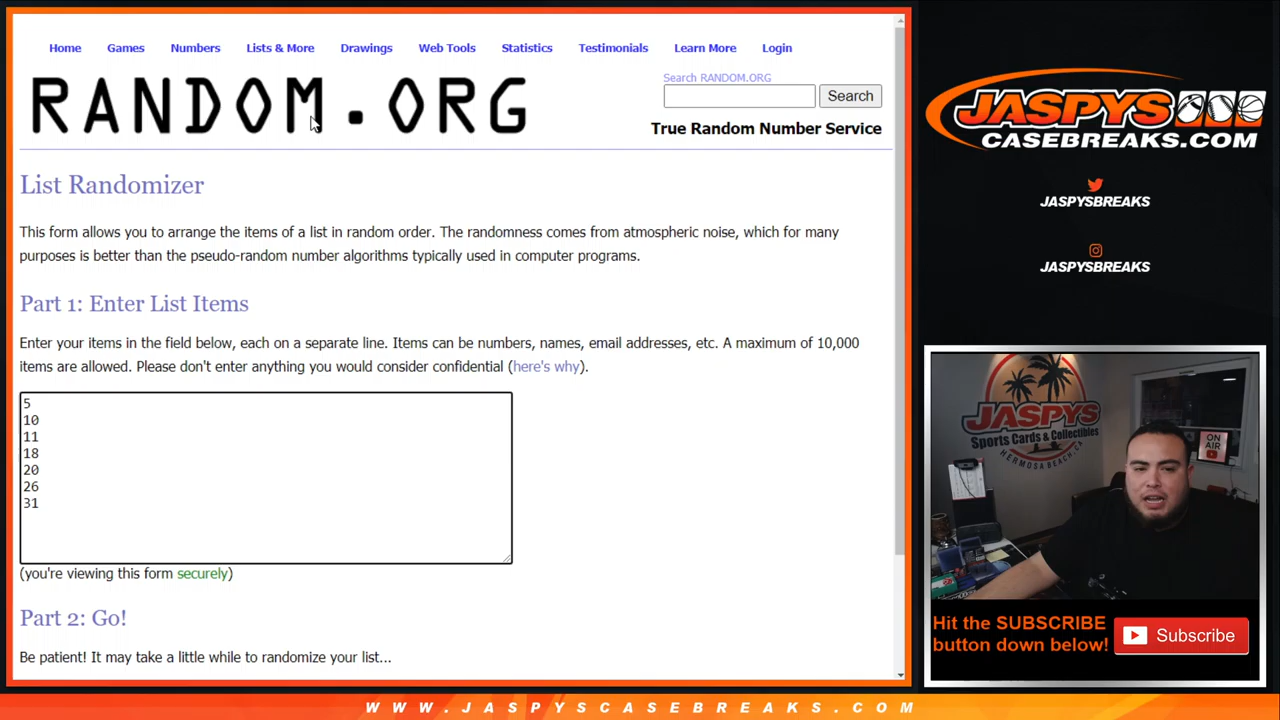 Home Games Numbers Lists & More Drawings Web Tools Statistics Testimonials Learn More Login
RANDOM.ORG
Search RANDOM.ORG
Search
True Random Number Service
List Randomizer
This form allows you to arrange the items of a list in random order. The randomness comes from atmospheric noise, which for many
purposes is better than the pseudo-random number algorithms typically used in computer programs.
Part 1: Enter List Items
Enter your items in the field below, each on a separate line. Items can be numbers, names, email addresses, etc. A maximum of 10,000
items are allowed. Please don't enter anything you would consider confidential (here's why).
5
10
11
18
20
26
31
(you're viewing this form securely)
Part 2: Go!
Be patient! It may take a little while to randomize your list...
JASPYS
CASEBREAKS.COM
JASPYSBREAKS
JASPYSBREAKS
JASPYS
Sports Cards & Collectibles
HERMOSA BEACH, CA
ON
AIR
Hit the SUBSCRIBE
button down below!
Subscribe
WWW.JASPYSCASEBREAKS.COM